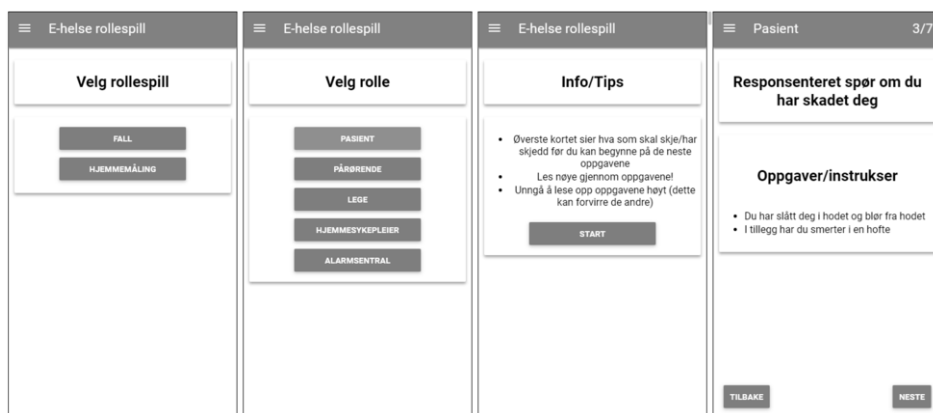 E-helse rollespill
Velg rollespill
FALL
HJEMMEMÅLING
E-helse rollespill
Velg rolle
PASIENT
PÅRØRENDE
LEGE
HJEMMESYKEPLEIER
ALARMSENTRAL
E-helse rollespill
Info/Tips
• Øverste kortet sier hva som skal skje/har
skjedd før du kan begynne på de neste
oppgavene
• Les nøye gjennom oppgavene!
• Unngå å lese opp oppgavene høyt (dette
kan forvirre de andre)
START
Pasient 3/7
Responsenteret spør om du
har skadet deg
Oppgaver/instrukser
• Du har slått deg i hodet og blør fra hodet
• I tillegg har du smerter i en hofte
TILBAKE NESTE